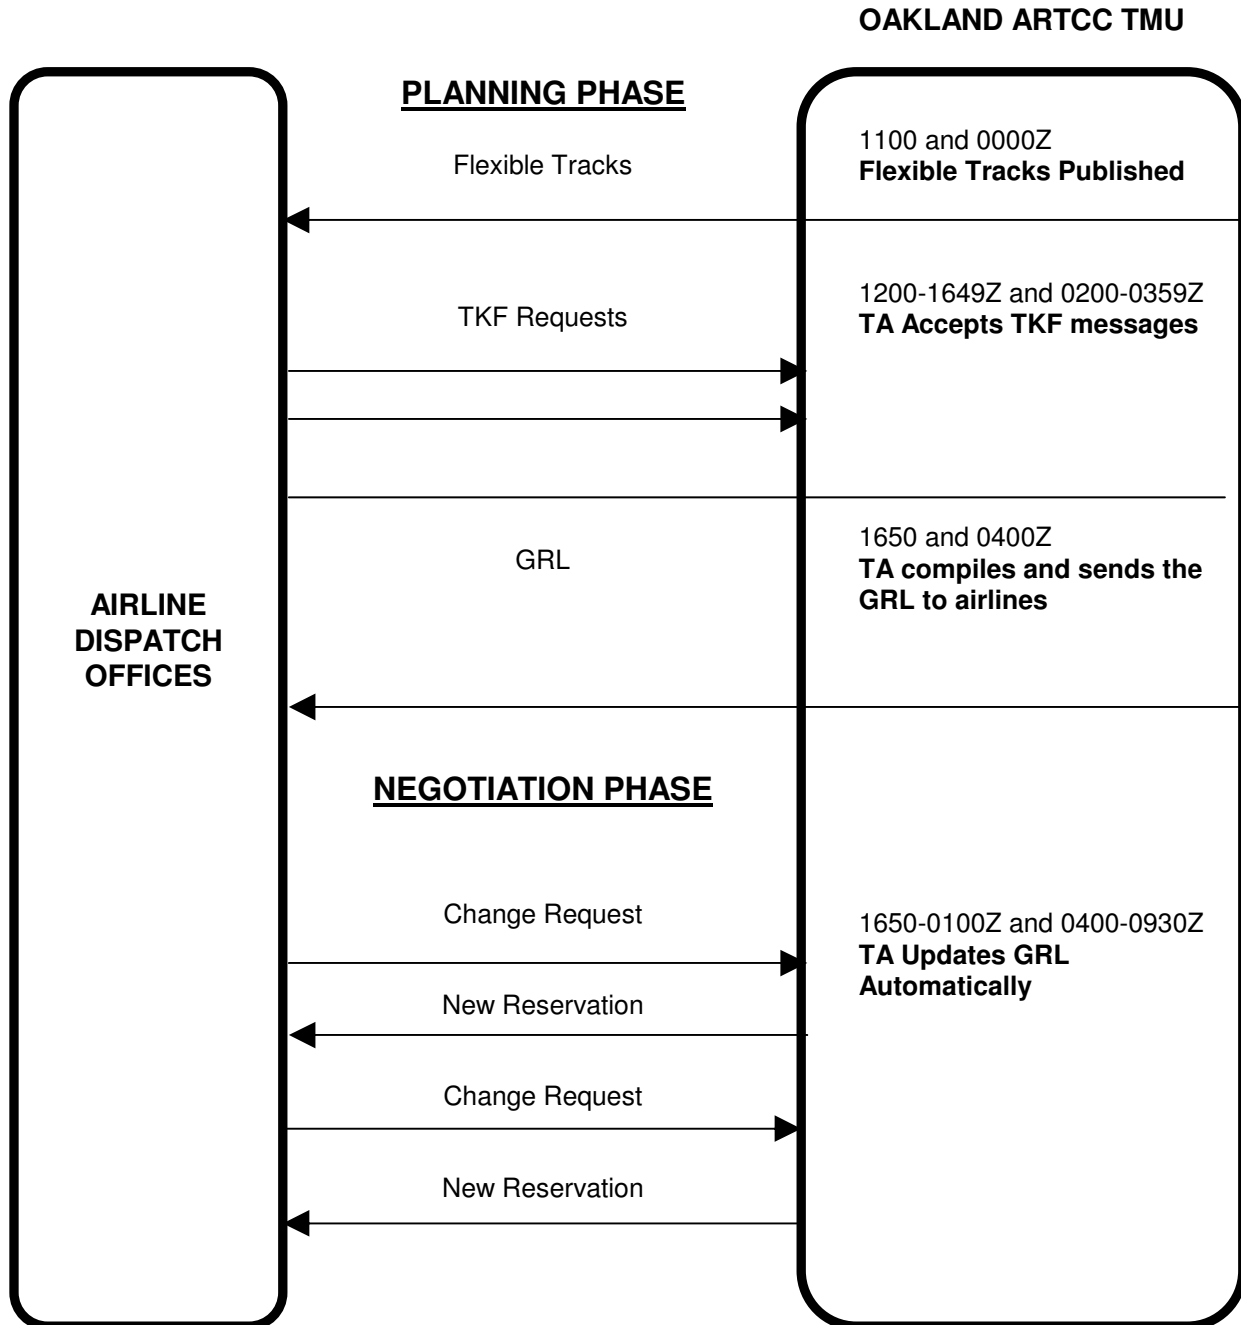 OAKLAND ARTCC TMU
PLANNING PHASE
1100 and 0000Z
Flexible Tracks Published
Flexible Tracks
1200-1649Z and 0200-0359Z
TA Accepts TKF messages
TKF Requests
1650 and 0400Z
TA compiles and sends the
GRL to airlines
GRL
AIRLINE
DISPATCH
OFFICES
NEGOTIATION PHASE
Change Request
1650-0100Z and 0400-0930Z
TA Updates GRL
Automatically
New Reservation
Change Request
New Reservation